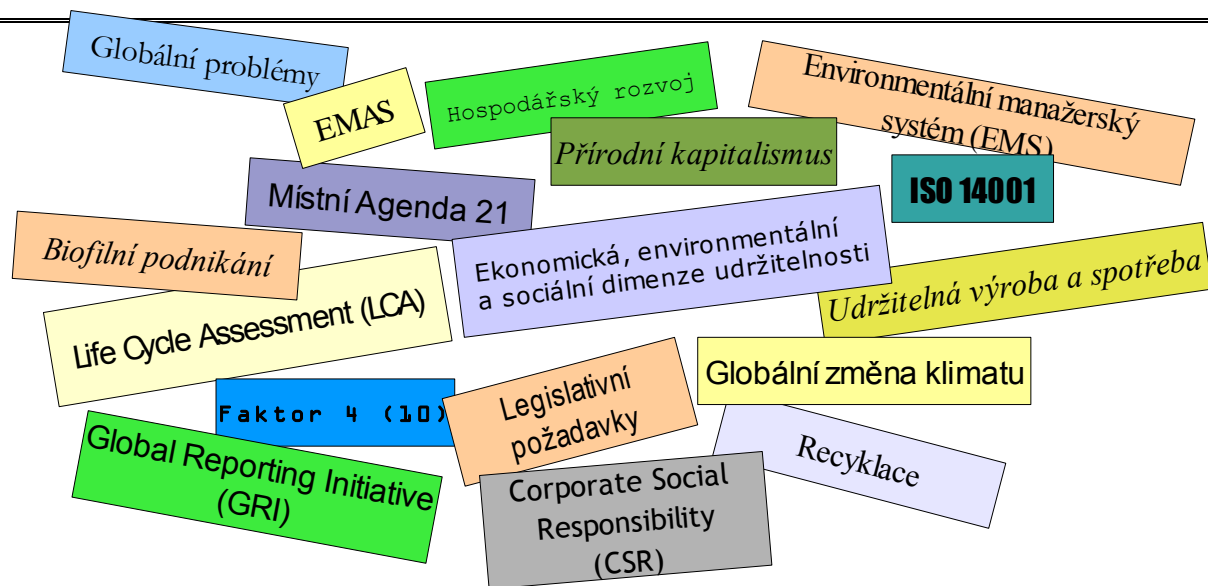 Globální problémy
EMAS
Hospodářský rozvoj
Environmentální manažerský
systém (EMS)
Přírodní kapitalismus
ISO 14001
Místní Agenda 21
Biofilní podnikání
Ekonomická, environmentální
a sociální dimenze udržitelnosti
Udržitelná výroba a spotřeba
Life Cycle Assessment (LCA)
Globální změna klimatu
Faktor 4 (10)
Legislativní
požadavky
Recyklace
Global Reporting Initiative
(GRI)
Corporate Social
Responsibility
(CSR)